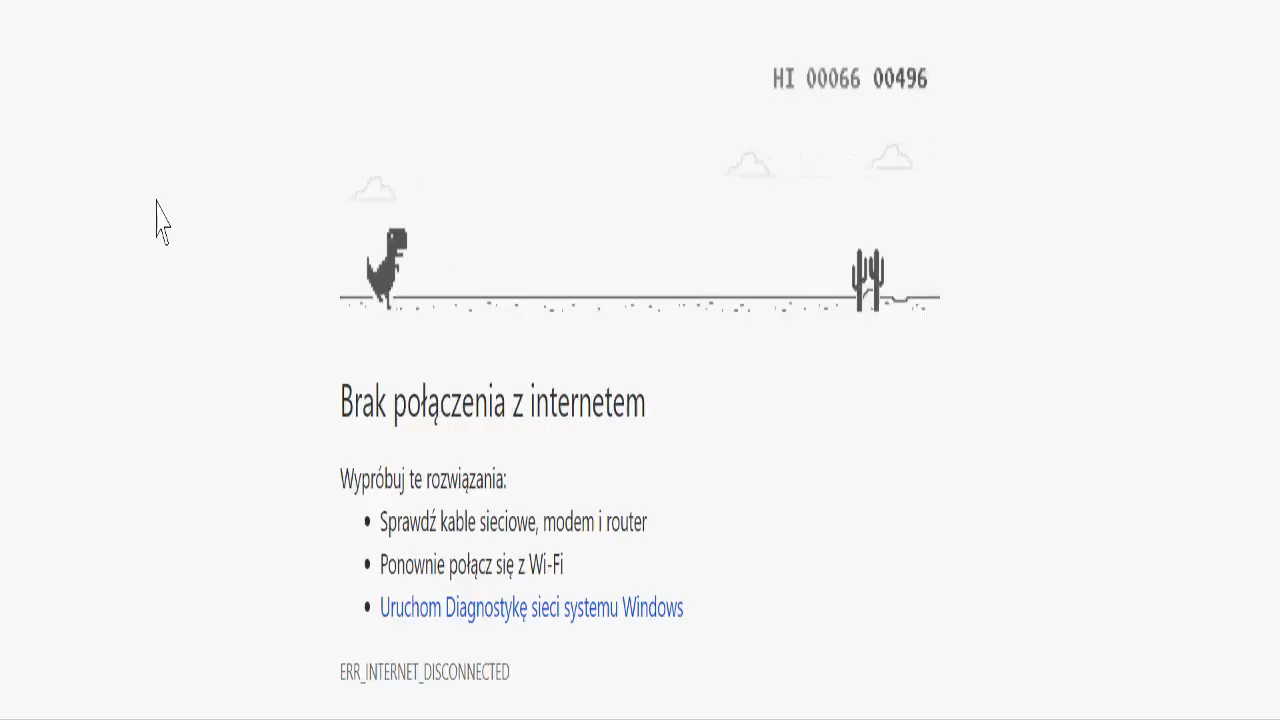 HI 00066 00496
Brak połączenia z internetem
Wypróbuj te rozwiązania:
Sprawdź kable sieciowe, modem i router
Ponownie połącz się z Wi-Fi
Uruchom Diagnostykę sieci systemu Windows
ERR_INTERNET_DISCONNECTED